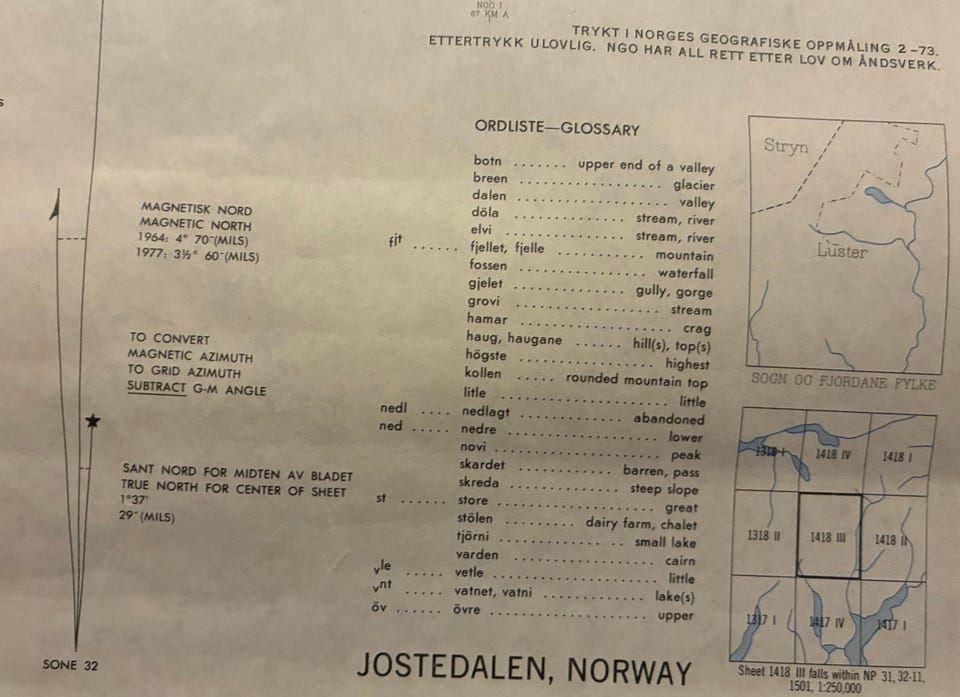 NGO I
67 KM A
TRYKT I NORGES GEOGRAFISKE OPPMÅLING 2-73.
ETTERTRYKK ULOVLIG. NGO HAR ALL RETT ETTER LOV OM ÅNDSVERK.
s
MAGNETISK NORD
MAGNETIC NORTH
1964: 4° 70~(MILS)
1977: 3½° 60~(MILS)
TO CONVERT
MAGNETIC AZIMUTH
TO GRID AZIMUTH
SUBTRACT G-M ANGLE
SANT NORD FOR MIDTEN AV BLADET
TRUE NORTH FOR CENTER OF SHEET
1°37'
29~(MILS)
SONE 32
ORDLISTE—GLOSSARY
botn ....... upper end of a valley
breen .................. glacier
dalen .................. valley
döla ............... stream, river
elvi ............... stream, river
fjt ...... fjellet, fjelle ........... mountain
fossen ................ waterfall
gjelet .............. gully, gorge
grovi .................. stream
hamar .................. crag
haug, haugane ...... hill(s), top(s)
högste ................ highest
kollen ..... rounded mountain top
litle .................. little
nedl .... nedlagt ............. abandoned
ned ..... nedre .................. lower
novi .................. peak
skardet ............ barren, pass
skreda .............. steep slope
st ...... store .................. great
stölen ......... dairy farm, chalet
tjörni ................ small lake
varden .................. cairn
vle ..... vetle .................. little
vnt ..... vatnet, vatni ............ lake(s)
öv ...... övre .................. upper
JOSTEDALEN, NORWAY
Stryn
Luster
SOGN OG FJORDANE FYLKE
1318 I
1418 IV
1418 I
1318 II
1418 III
1418 II
1317 I
1417 IV
1417 I
Sheet 1418 III falls within NP 31, 32-11,
1501, 1:250,000